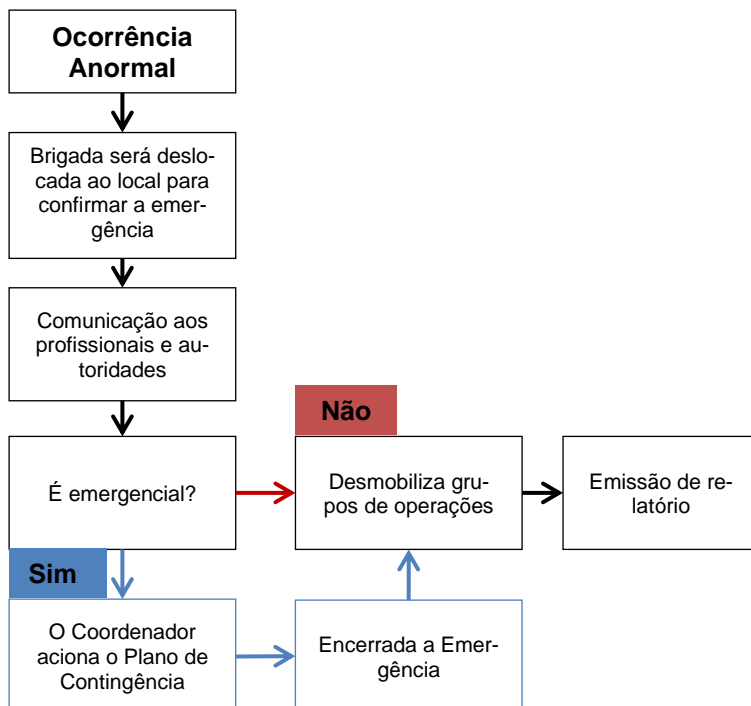 Ocorrência
Anormal
Brigada será deslo-
cada ao local para
confirmar a emer-
gência
Comunicação aos
profissionais e au-
toridades
Não
É emergencial?
Desmobiliza gru-
pos de operações
Emissão de re-
latório
Sim
O Coordenador
aciona o Plano de
Contingência
Encerrada a Emer-
gência